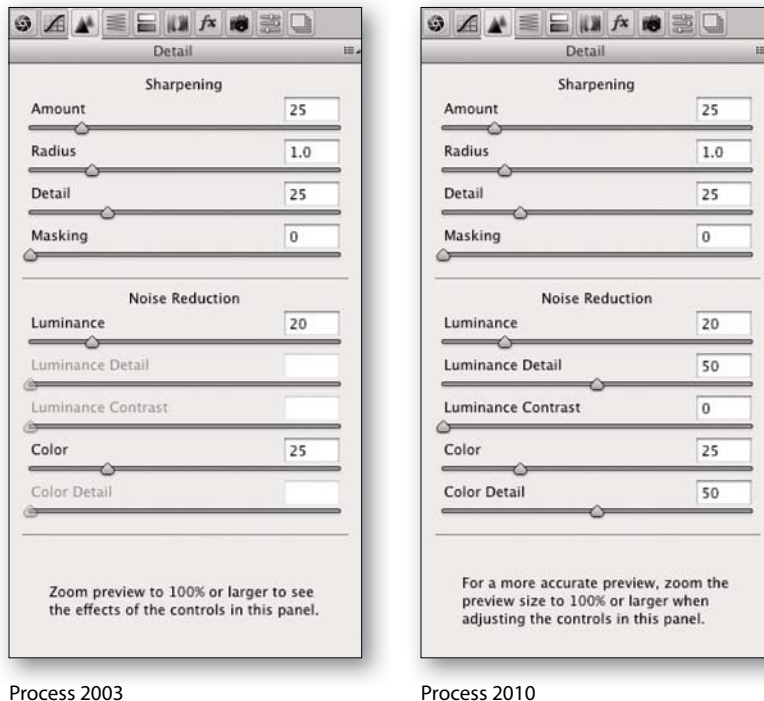 fx
Detail
Sharpening
Amount 25
Radius 1.0
Detail 25
Masking 0
Noise Reduction
Luminance 20
Luminance Detail
Luminance Contrast
Color 25
Color Detail
Zoom preview to 100% or larger to see
the effects of the controls in this panel.
Process 2003
fx
Detail
Sharpening
Amount 25
Radius 1.0
Detail 25
Masking 0
Noise Reduction
Luminance 20
Luminance Detail 50
Luminance Contrast 0
Color 25
Color Detail 50
For a more accurate preview, zoom the
preview size to 100% or larger when
adjusting the controls in this panel.
Process 2010